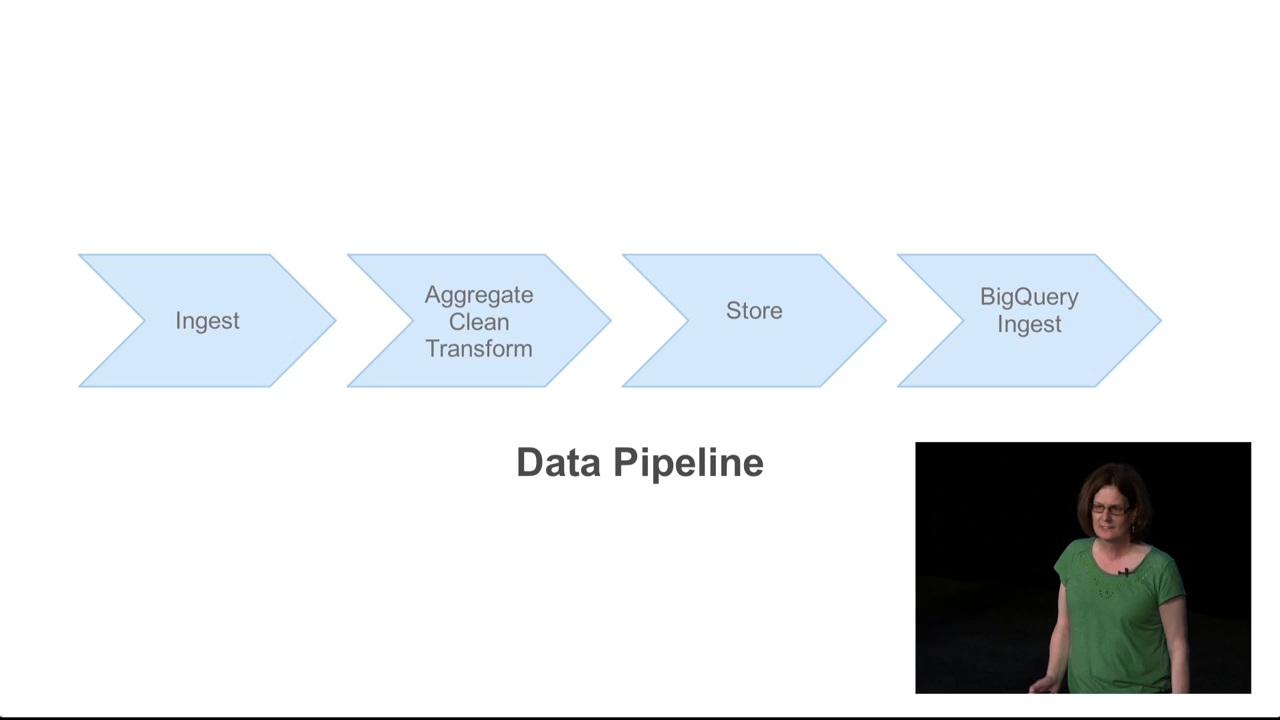 Ingest
Aggregate
Clean
Transform
Store
BigQuery
Ingest
Data Pipeline